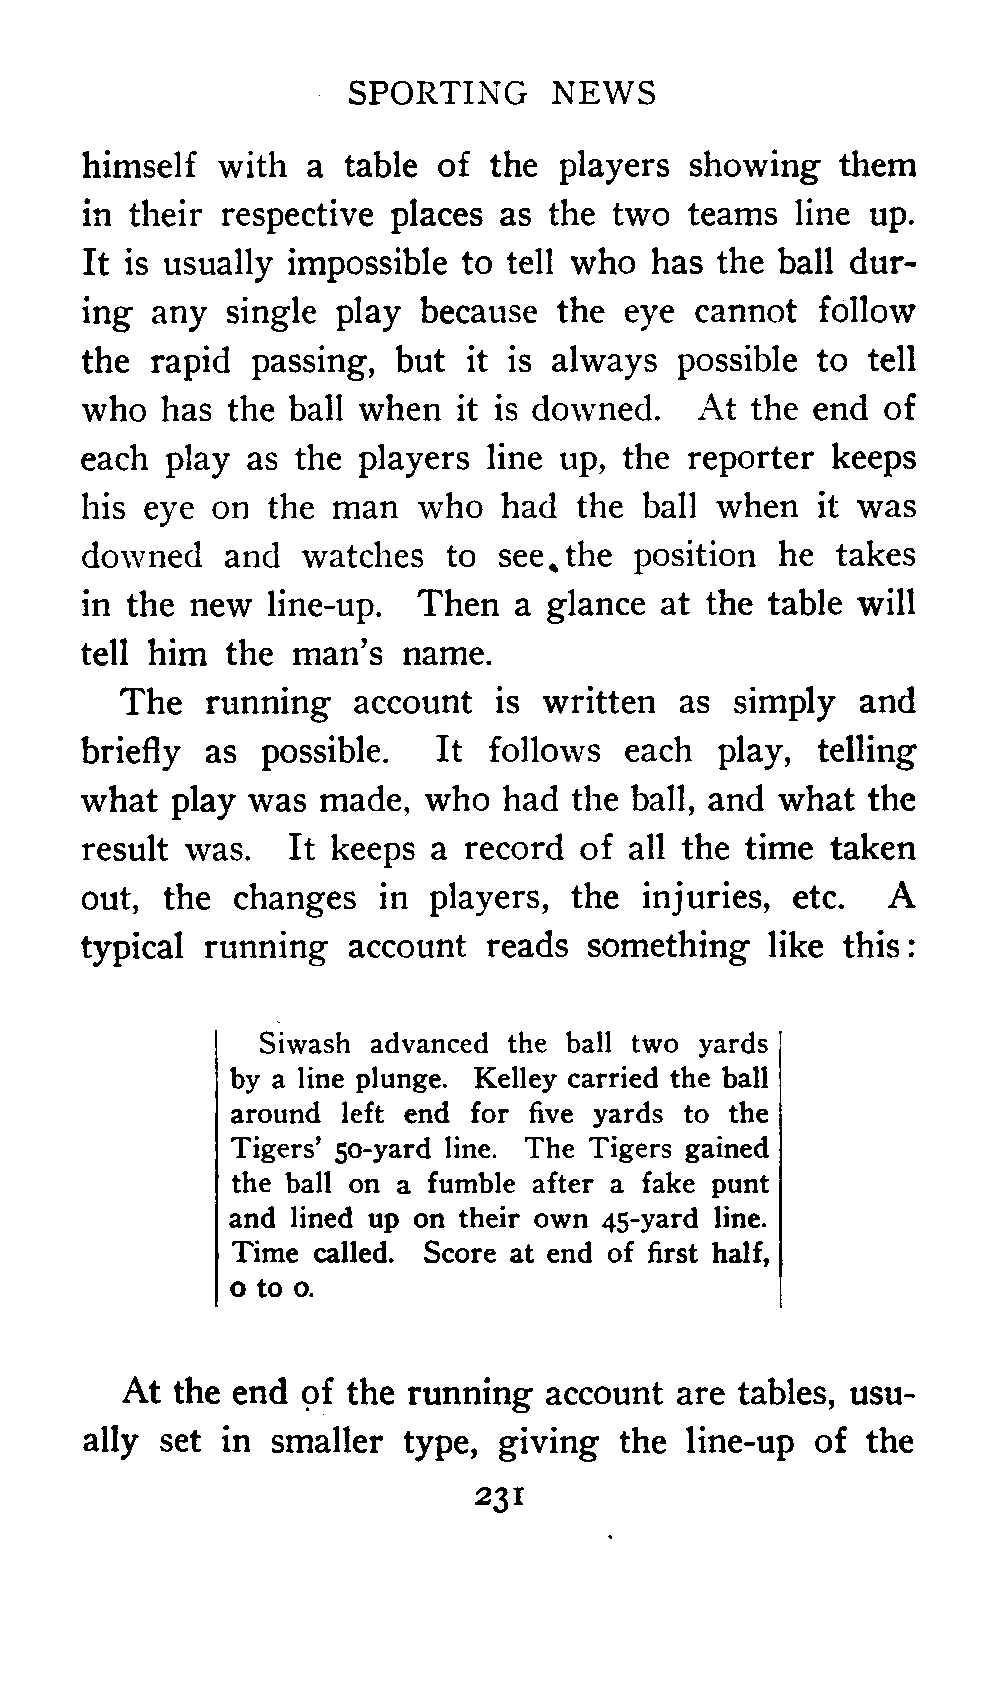 SPORTING NEWS
himself with a table of the players showing them
in their respective places as the two teams line up.
It is usually impossible to tell who has the ball dur-
ing any single play because the eye cannot follow
the rapid passing, but it is always possible to tell
who has the ball when it is downed. At the end of
each play as the players line up, the reporter keeps
his eye on the man who had the ball when it was
downed and watches to see the position he takes
in the new line-up. Then a glance at the table will
tell him the man's name.
The running account is written as simply and
briefly as possible. It follows each play, telling
what play was made, who had the ball, and what the
result was. It keeps a record of all the time taken
out, the changes in players, the injuries, etc. A
typical running account reads something like this:
Siwash advanced the ball two yards
by a line plunge. Kelley carried the ball
around left end for five yards to the
Tigers' 50-yard line. The Tigers gained
the ball on a fumble after a fake punt
and lined up on their own 45-yard line.
Time called. Score at end of first half,
0 to 0.
At the end of the running account are tables, usu-
ally set in smaller type, giving the line-up of the
231